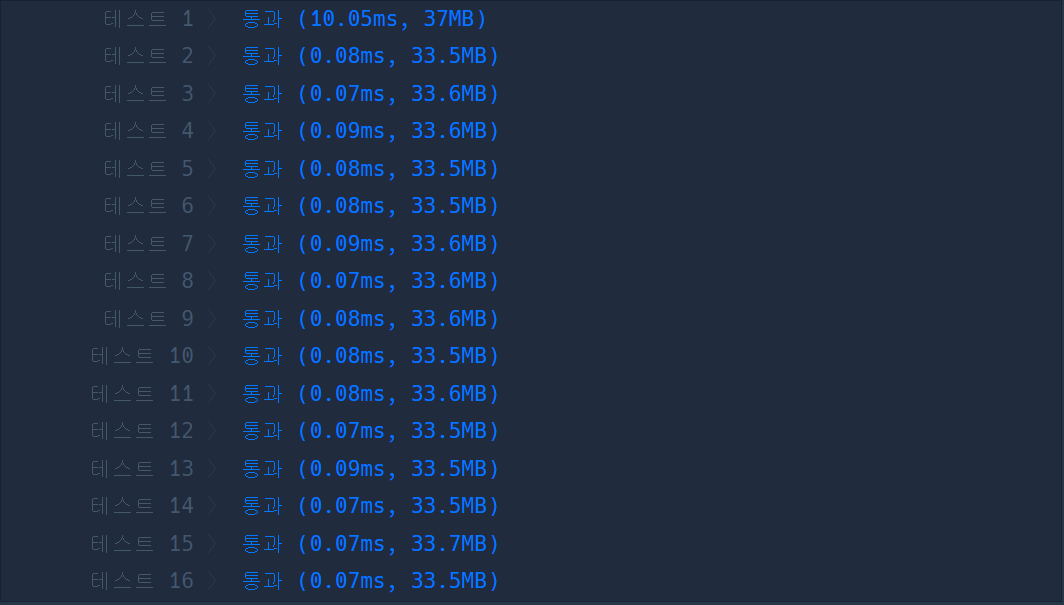 테스트 1 〉 통과 (10.05ms, 37MB)
테스트 2 〉 통과 (0.08ms, 33.5MB)
테스트 3 〉 통과 (0.07ms, 33.6MB)
테스트 4 〉 통과 (0.09ms, 33.6MB)
테스트 5 〉 통과 (0.08ms, 33.5MB)
테스트 6 〉 통과 (0.08ms, 33.5MB)
테스트 7 〉 통과 (0.09ms, 33.6MB)
테스트 8 〉 통과 (0.07ms, 33.6MB)
테스트 9 〉 통과 (0.08ms, 33.6MB)
테스트 10 〉 통과 (0.08ms, 33.5MB)
테스트 11 〉 통과 (0.08ms, 33.6MB)
테스트 12 〉 통과 (0.07ms, 33.5MB)
테스트 13 〉 통과 (0.09ms, 33.5MB)
테스트 14 〉 통과 (0.07ms, 33.5MB)
테스트 15 〉 통과 (0.07ms, 33.7MB)
테스트 16 〉 통과 (0.07ms, 33.5MB)